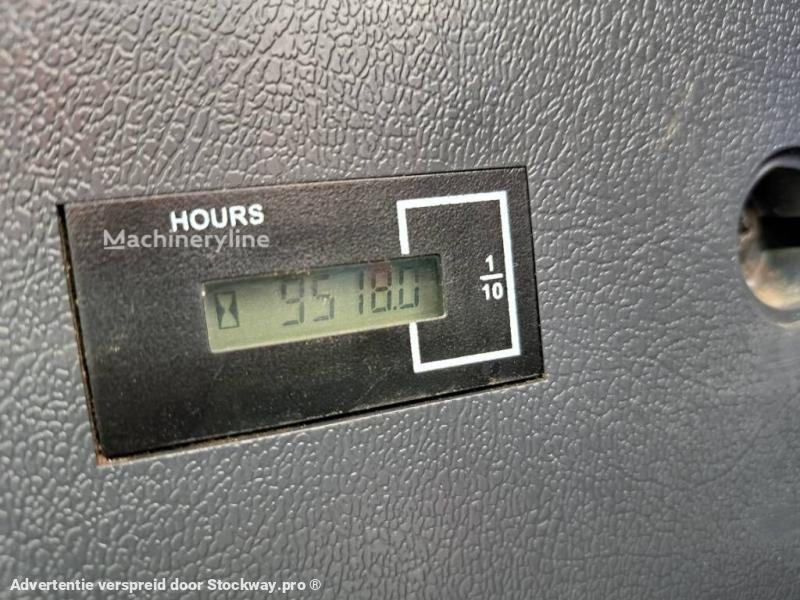 HOURS
Machineryline
9518.0
1
10
Advertentie verspreid door Stockway.pro ®